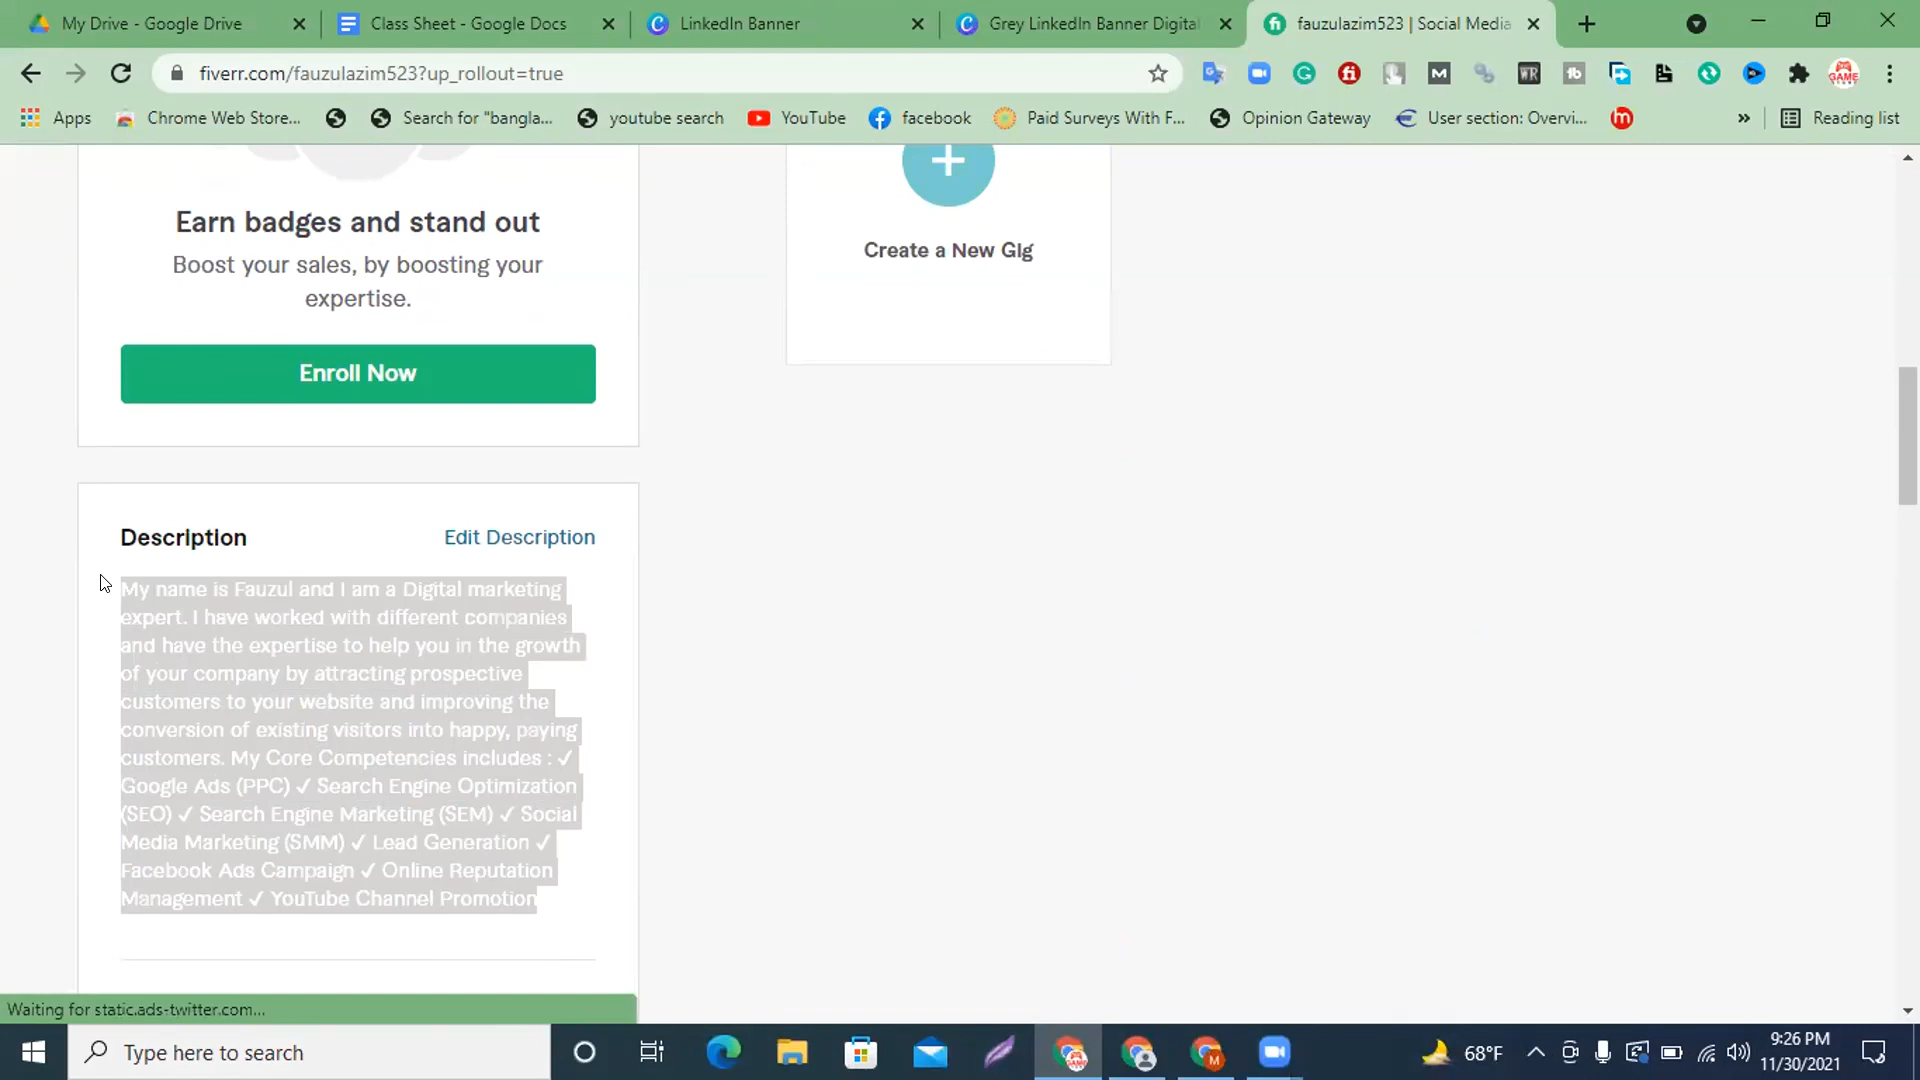 My Drive - Google Drive
Class Sheet - Google Docs
LinkedIn Banner
Grey LinkedIn Banner Digital
fauzulazim523 | Social Media
fiverr.com/fauzulazim523?up_rollout=true
Apps
Chrome Web Store...
Search for "bangla...
youtube search
YouTube
facebook
Paid Surveys With F...
Opinion Gateway
User section: Overvi...
»
Reading list
Earn badges and stand out
Boost your sales, by boosting your
expertise.
Enroll Now
Create a New Gig
Description
Edit Description
My name is Fauzul and I am a Digital marketing
expert. I have worked with different companies
and have the expertise to help you in the growth
of your company by attracting prospective
customers to your website and improving the
conversion of existing visitors into happy, paying
customers. My Core Competencies includes : ✓
Google Ads (PPC) ✓ Search Engine Optimization
(SEO) ✓ Search Engine Marketing (SEM) ✓ Social
Media Marketing (SMM) ✓ Lead Generation ✓
Facebook Ads Campaign ✓ Online Reputation
Management ✓ YouTube Channel Promotion
Waiting for static.ads-twitter.com...
Type here to search
68°F
9:26 PM
11/30/2021